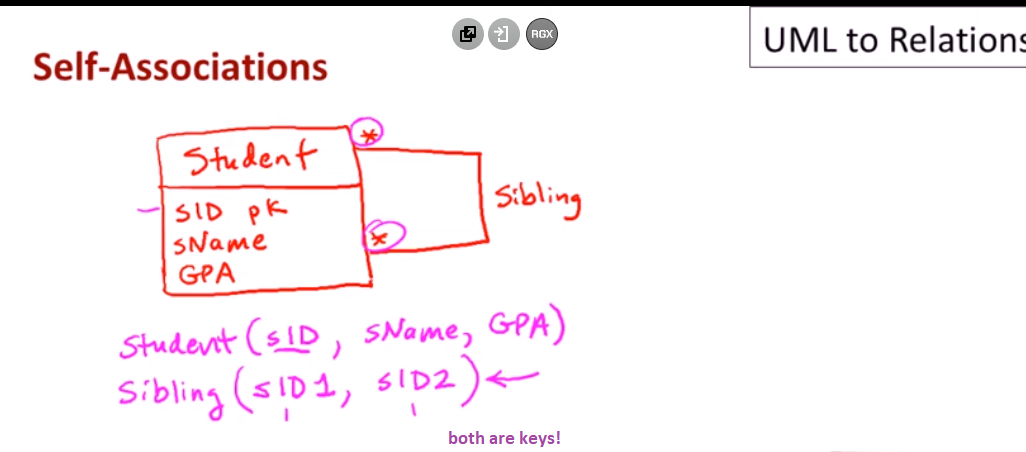 RGX
UML to Relations
Self-Associations
*
Student
Sibling
SID pk
sName
*
GPA
Student (sID, sName, GPA)
Sibling (sID1, sID2) ←
both are keys!